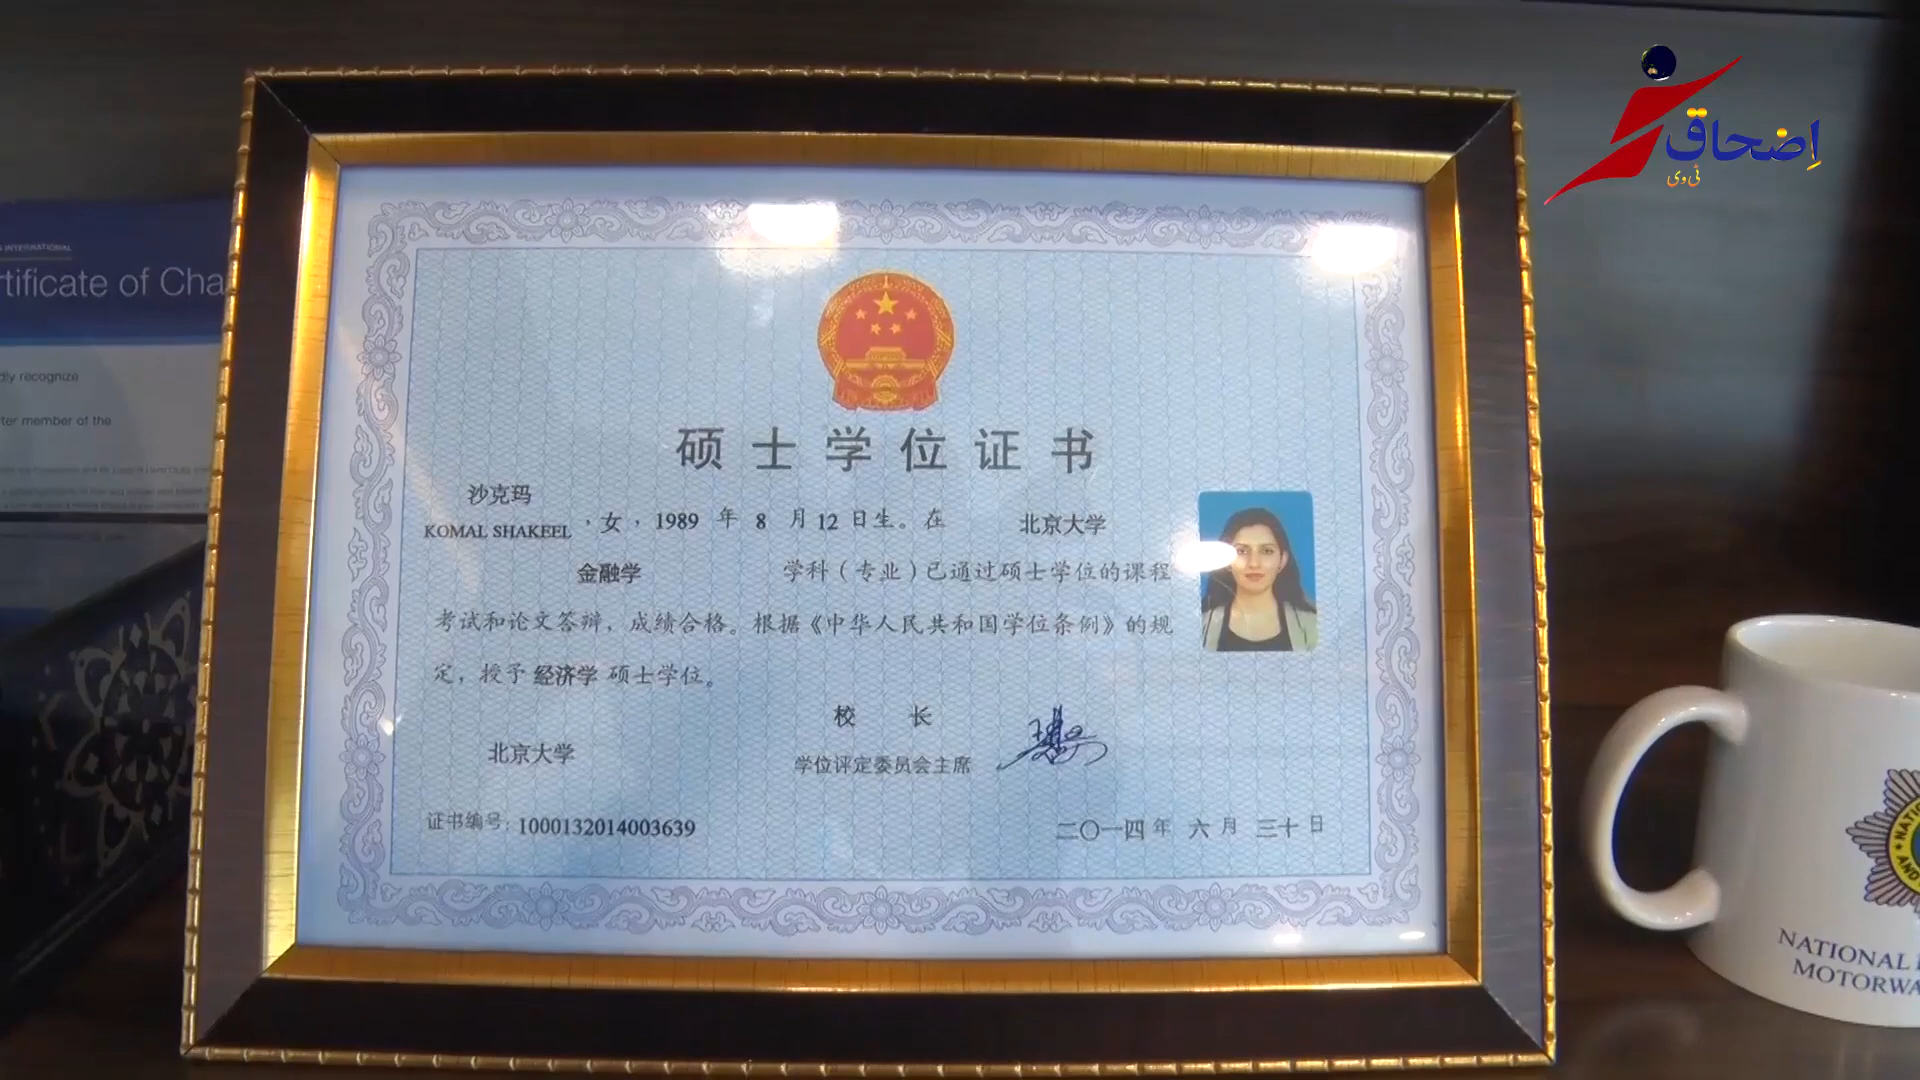 اِضحاق
ٹی وی
S INTERNATIONAL
rtificate of Cha
dly recognize
ter member of the
硕士学位证书
沙克玛
KOMAL SHAKEEL，女，1989 年 8 月 12 日生。在 北京大学
金融学 学科（专业）已通过硕士学位的课程
考试和论文答辩，成绩合格。根据《中华人民共和国学位条例》的规
定，授予 经济学 硕士学位。
校 长
北京大学
学位评定委员会主席
证书编号：1000132014003639
二〇一四年 六月 三十日
NATIONAL
MOTORWA